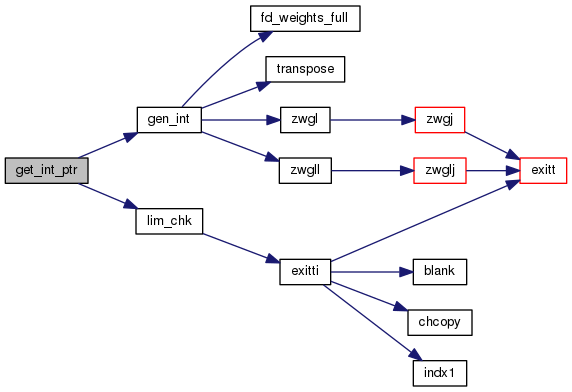 fd_weights_full
transpose
gen_int
zwgl
zwgj
get_int_ptr
zwgll
zwglj
exitt
lim_chk
exitti
blank
chcopy
indx1